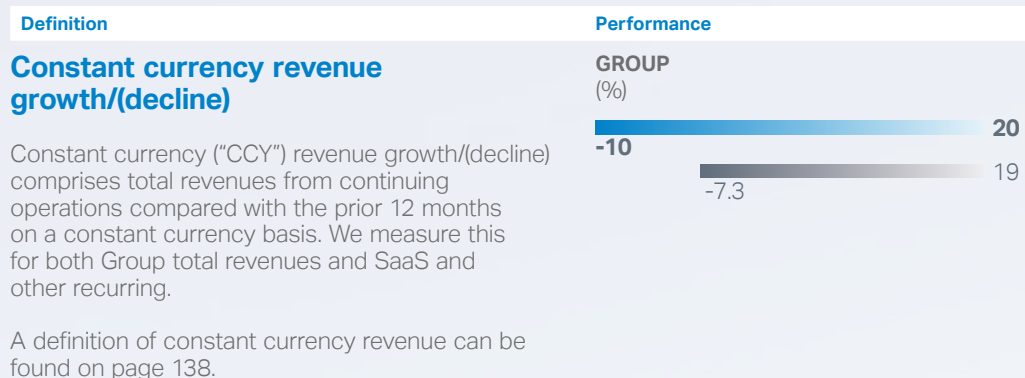 Definition
Performance
Constant currency revenue
growth/(decline)
Constant currency (“CCY”) revenue growth/(decline)
comprises total revenues from continuing
operations compared with the prior 12 months
on a constant currency basis. We measure this
for both Group total revenues and SaaS and
other recurring.
A definition of constant currency revenue can be
found on page 138.
GROUP
(%)
20
-10
19
-7.3